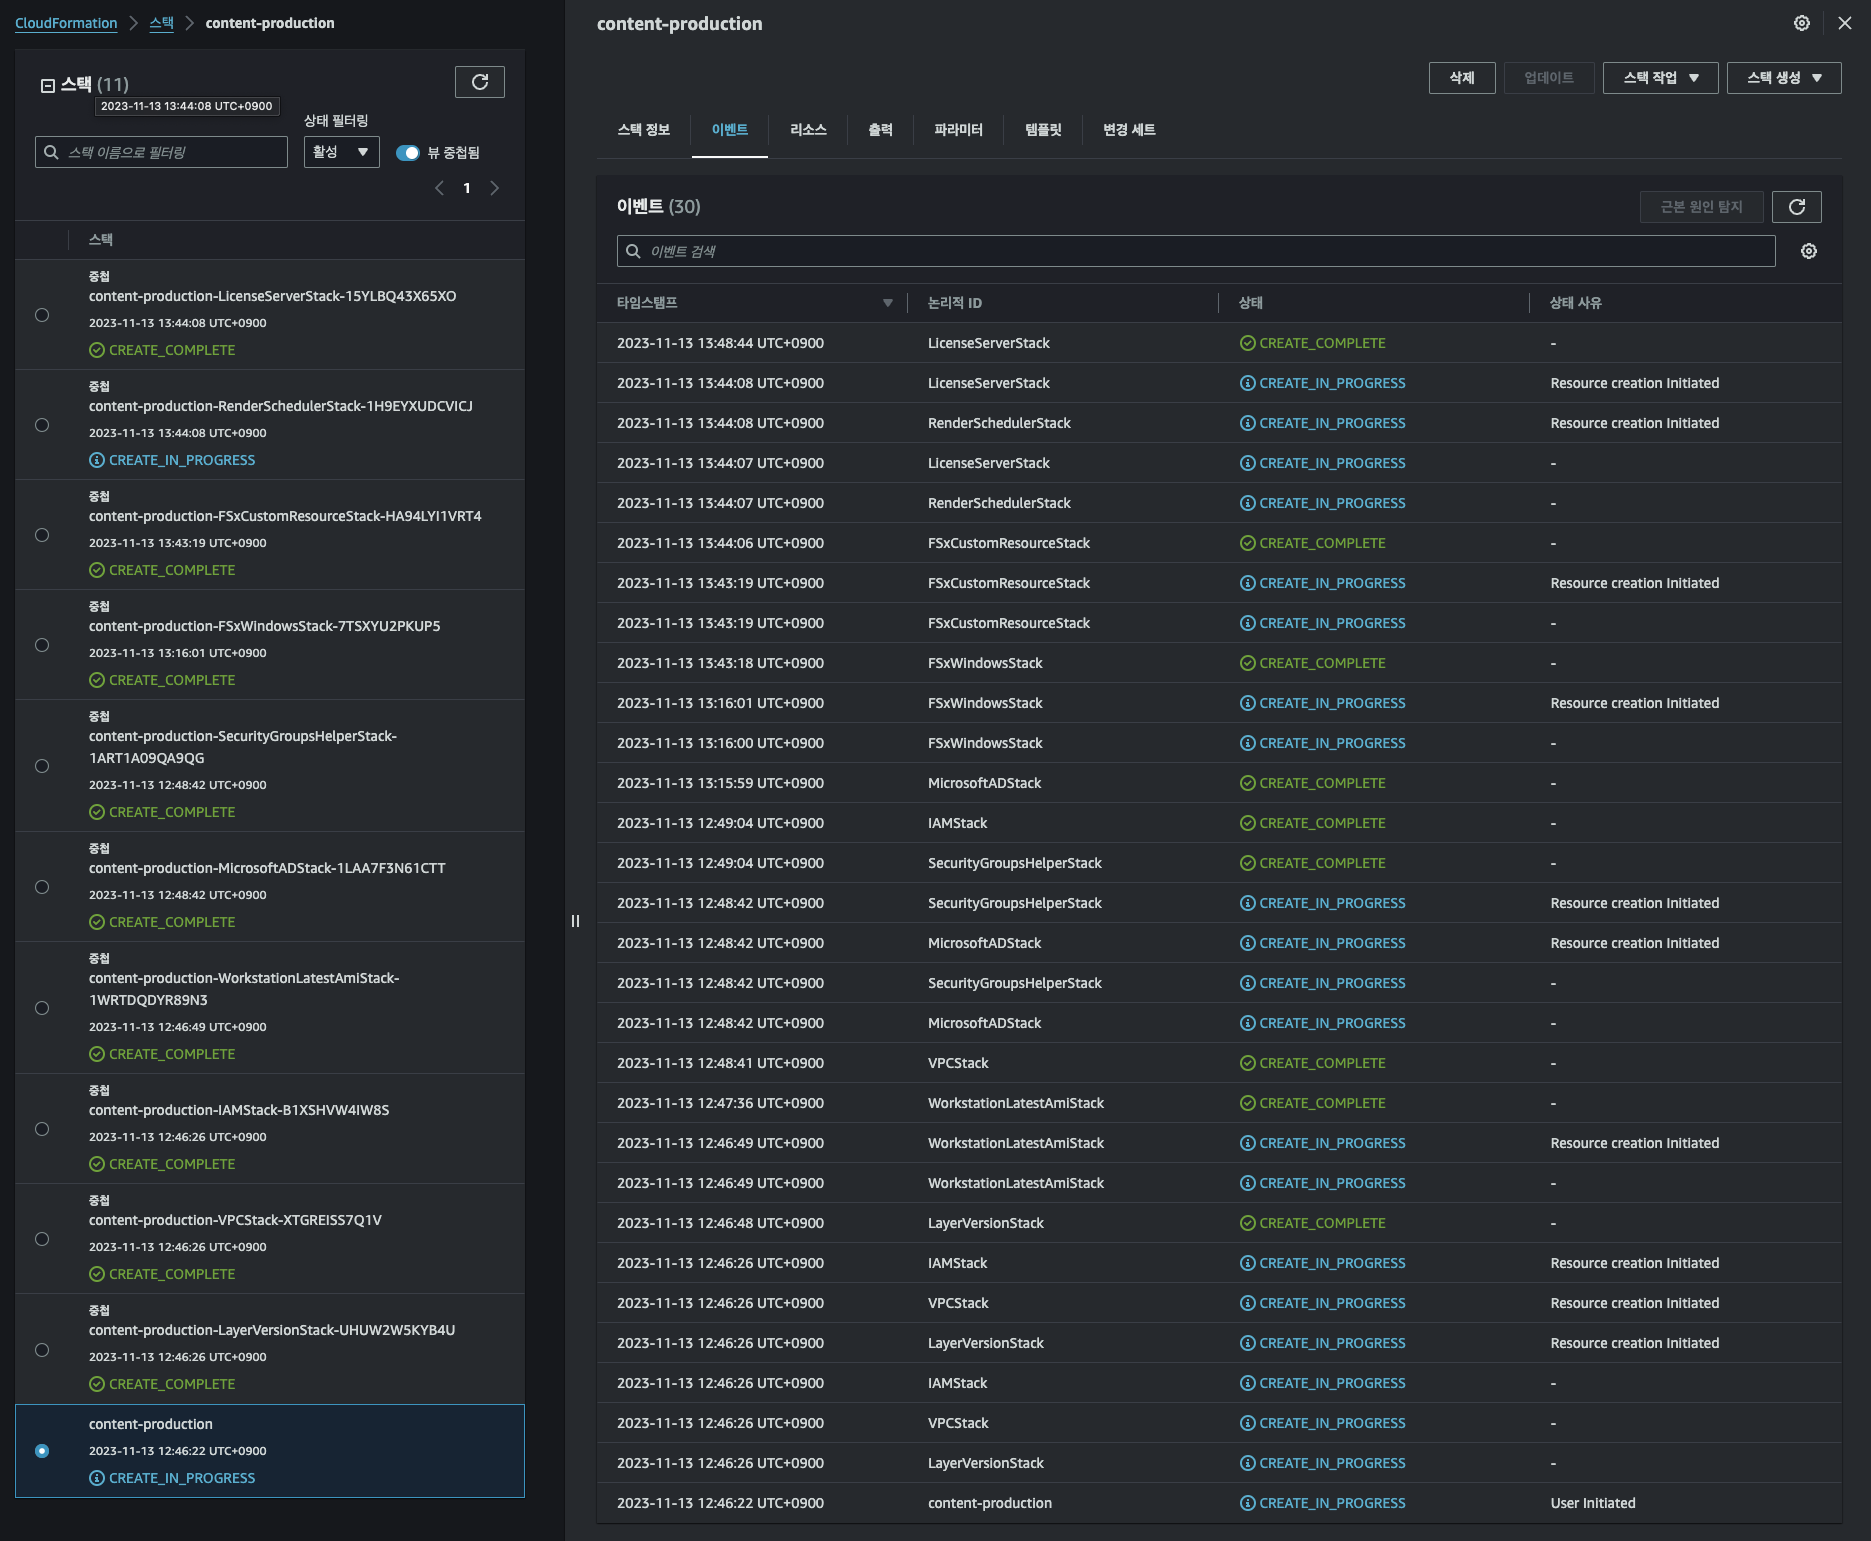 CloudFormation > 스택 > content-production
스택 (11)
2023-11-13 13:44:08 UTC+0900
상태 필터링
스택 이름으로 필터링
활성
뷰 중첩됨
1
스택
중첩
content-production-LicenseServerStack-15YLBQ43X65XO
2023-11-13 13:44:08 UTC+0900
CREATE_COMPLETE
중첩
content-production-RenderSchedulerStack-1H9EYXUDCVICJ
2023-11-13 13:44:08 UTC+0900
CREATE_IN_PROGRESS
중첩
content-production-FSxCustomResourceStack-HA94LYI1VRT4
2023-11-13 13:43:19 UTC+0900
CREATE_COMPLETE
중첩
content-production-FSxWindowsStack-7TSXYU2PKUP5
2023-11-13 13:16:01 UTC+0900
CREATE_COMPLETE
중첩
content-production-SecurityGroupsHelperStack-
1ART1A09QA9QG
2023-11-13 12:48:42 UTC+0900
CREATE_COMPLETE
중첩
content-production-MicrosoftADStack-1LAA7F3N61CTT
2023-11-13 12:48:42 UTC+0900
CREATE_COMPLETE
중첩
content-production-WorkstationLatestAmiStack-
1WRTDQDYR89N3
2023-11-13 12:46:49 UTC+0900
CREATE_COMPLETE
중첩
content-production-IAMStack-B1XSHVW4IW8S
2023-11-13 12:46:26 UTC+0900
CREATE_COMPLETE
중첩
content-production-VPCStack-XTGREISS7Q1V
2023-11-13 12:46:26 UTC+0900
CREATE_COMPLETE
중첩
content-production-LayerVersionStack-UHUW2W5KYB4U
2023-11-13 12:46:26 UTC+0900
CREATE_COMPLETE
content-production
2023-11-13 12:46:22 UTC+0900
CREATE_IN_PROGRESS
content-production
삭제 업데이트 스택 작업 스택 생성
스택 정보 이벤트 리소스 출력 파라미터 템플릿 변경 세트
이벤트 (30)
근본 원인 탐지
이벤트 검색
타임스탬프 논리적 ID 상태 상태 사유
2023-11-13 13:48:44 UTC+0900 LicenseServerStack CREATE_COMPLETE -
2023-11-13 13:44:08 UTC+0900 LicenseServerStack CREATE_IN_PROGRESS Resource creation Initiated
2023-11-13 13:44:08 UTC+0900 RenderSchedulerStack CREATE_IN_PROGRESS Resource creation Initiated
2023-11-13 13:44:07 UTC+0900 LicenseServerStack CREATE_IN_PROGRESS -
2023-11-13 13:44:07 UTC+0900 RenderSchedulerStack CREATE_IN_PROGRESS -
2023-11-13 13:44:06 UTC+0900 FSxCustomResourceStack CREATE_COMPLETE -
2023-11-13 13:43:19 UTC+0900 FSxCustomResourceStack CREATE_IN_PROGRESS Resource creation Initiated
2023-11-13 13:43:19 UTC+0900 FSxCustomResourceStack CREATE_IN_PROGRESS -
2023-11-13 13:43:18 UTC+0900 FSxWindowsStack CREATE_COMPLETE -
2023-11-13 13:16:01 UTC+0900 FSxWindowsStack CREATE_IN_PROGRESS Resource creation Initiated
2023-11-13 13:16:00 UTC+0900 FSxWindowsStack CREATE_IN_PROGRESS -
2023-11-13 13:15:59 UTC+0900 MicrosoftADStack CREATE_COMPLETE -
2023-11-13 12:49:04 UTC+0900 IAMStack CREATE_COMPLETE -
2023-11-13 12:49:04 UTC+0900 SecurityGroupsHelperStack CREATE_COMPLETE -
2023-11-13 12:48:42 UTC+0900 SecurityGroupsHelperStack CREATE_IN_PROGRESS Resource creation Initiated
2023-11-13 12:48:42 UTC+0900 MicrosoftADStack CREATE_IN_PROGRESS Resource creation Initiated
2023-11-13 12:48:42 UTC+0900 SecurityGroupsHelperStack CREATE_IN_PROGRESS -
2023-11-13 12:48:42 UTC+0900 MicrosoftADStack CREATE_IN_PROGRESS -
2023-11-13 12:48:41 UTC+0900 VPCStack CREATE_COMPLETE -
2023-11-13 12:47:36 UTC+0900 WorkstationLatestAmiStack CREATE_COMPLETE -
2023-11-13 12:46:49 UTC+0900 WorkstationLatestAmiStack CREATE_IN_PROGRESS Resource creation Initiated
2023-11-13 12:46:49 UTC+0900 WorkstationLatestAmiStack CREATE_IN_PROGRESS -
2023-11-13 12:46:48 UTC+0900 LayerVersionStack CREATE_COMPLETE -
2023-11-13 12:46:26 UTC+0900 IAMStack CREATE_IN_PROGRESS Resource creation Initiated
2023-11-13 12:46:26 UTC+0900 VPCStack CREATE_IN_PROGRESS Resource creation Initiated
2023-11-13 12:46:26 UTC+0900 LayerVersionStack CREATE_IN_PROGRESS Resource creation Initiated
2023-11-13 12:46:26 UTC+0900 IAMStack CREATE_IN_PROGRESS -
2023-11-13 12:46:26 UTC+0900 VPCStack CREATE_IN_PROGRESS -
2023-11-13 12:46:26 UTC+0900 LayerVersionStack CREATE_IN_PROGRESS -
2023-11-13 12:46:22 UTC+0900 content-production CREATE_IN_PROGRESS User Initiated